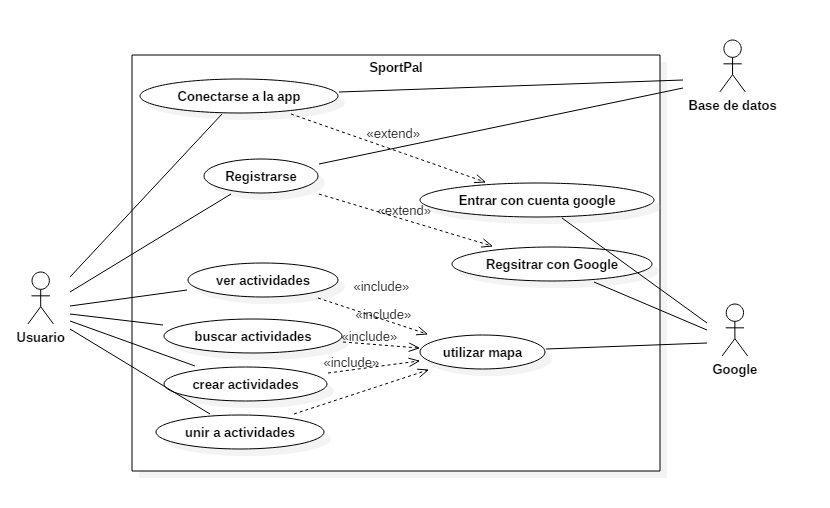 SportPal
Conectarse a la app
Base de datos
«extend»
Registrarse
Entrar con cuenta google
«extend»
Regsitrar con Google
ver actividades
«include»
«include»
Usuario
buscar actividades
«include»
utilizar mapa
«include»
Google
crear actividades
unir a actividades